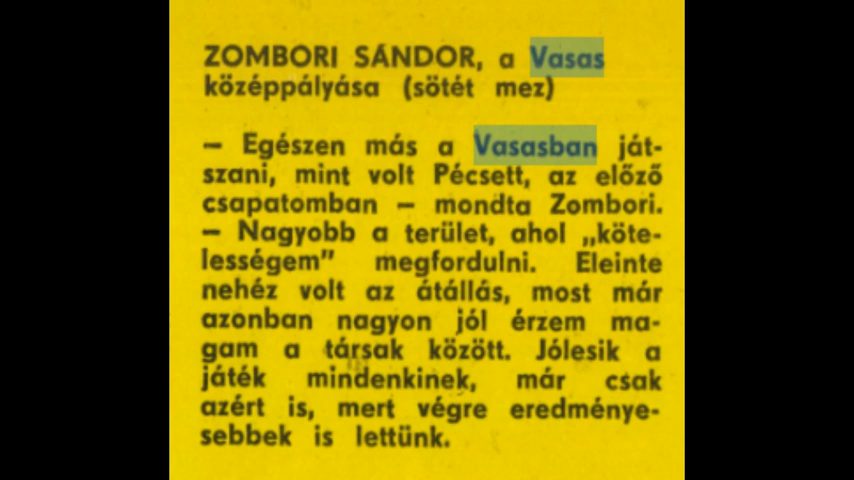 ZOMBORI SÁNDOR, a Vasas
középpályása (sötét mez)
— Egészen más a Vasasban ját-
szani, mint volt Pécsett, az előző
csapatomban — mondta Zombori.
— Nagyobb a terület, ahol „köte-
lességem" megfordulni. Eleinte
nehéz volt az átállás, most már
azonban nagyon jól érzem ma-
gam a társak között. Jólesik a
játék mindenkinek, már csak
azért is, mert végre eredménye-
sebbek is lettünk.